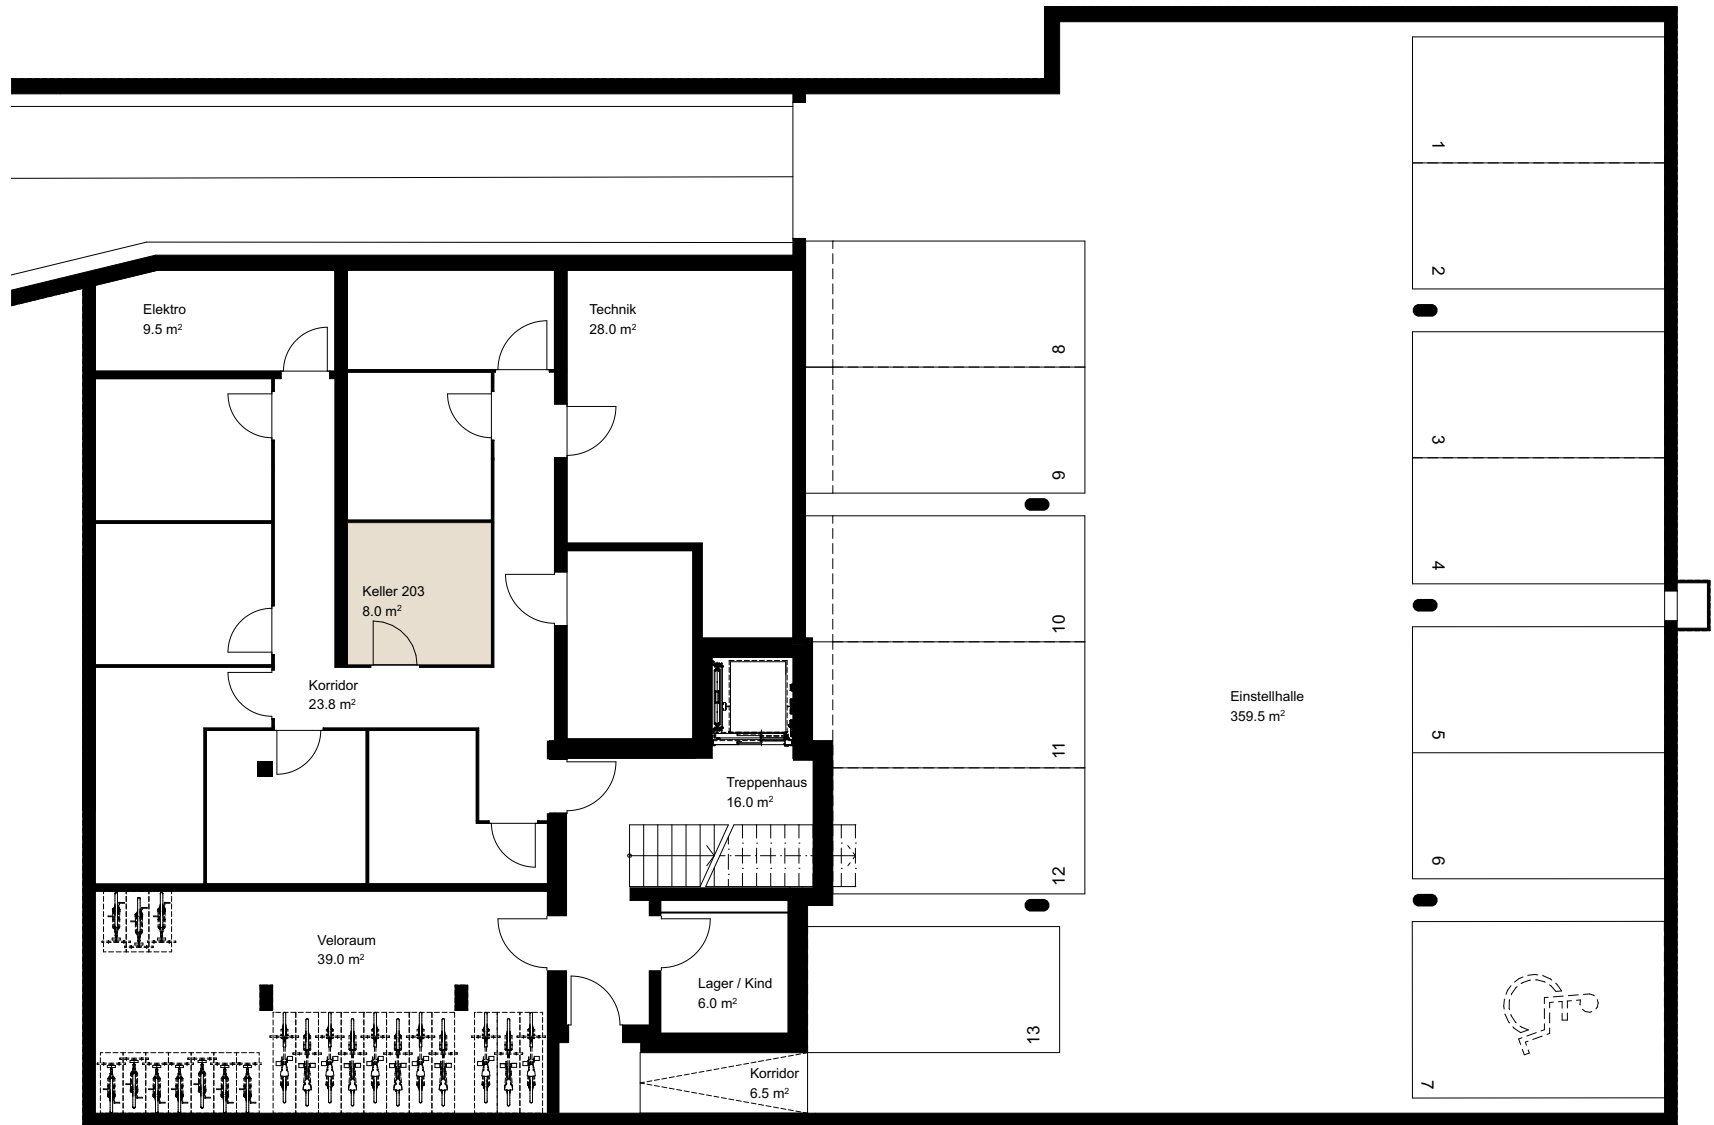 1
2
Elektro
9.5 m²
Technik
28.0 m²
8
3
9
4
Keller 203
8.0 m²
10
Korridor
23.8 m²
Einstellhalle
359.5 m²
5
11
Treppenhaus
16.0 m²
6
12
Veloraum
39.0 m²
Lager / Kind
6.0 m²
13
Korridor
6.5 m²
7